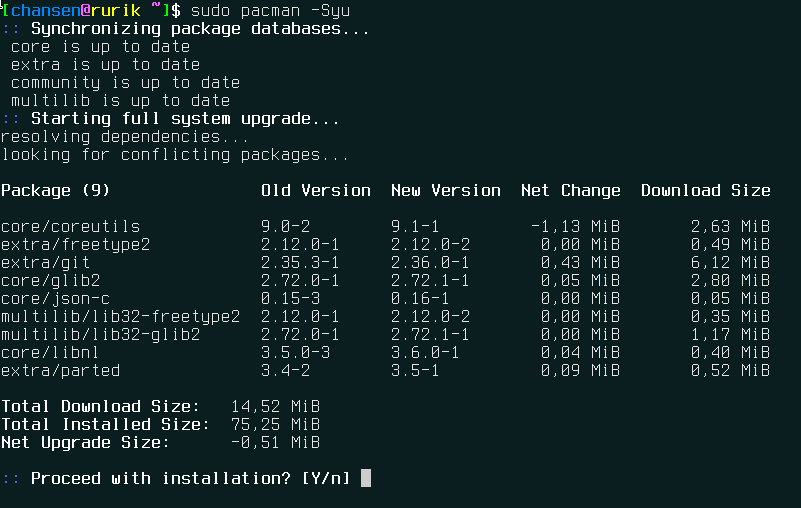 [chansen@rurik ~]$ sudo pacman -Syu
:: Synchronizing package databases...
 core is up to date
 extra is up to date
 community is up to date
 multilib is up to date
:: Starting full system upgrade...
resolving dependencies...
looking for conflicting packages...

Package (9)               Old Version  New Version  Net Change  Download Size

core/coreutils            9.0-2        9.1-1         -1,13 MiB       2,63 MiB
extra/freetype2           2.12.0-1     2.12.0-2       0,00 MiB       0,49 MiB
extra/git                 2.35.3-1     2.36.0-1       0,43 MiB       6,12 MiB
core/glib2                2.72.0-1     2.72.1-1       0,05 MiB       2,80 MiB
core/json-c               0.15-3       0.16-1         0,00 MiB       0,05 MiB
multilib/lib32-freetype2  2.12.0-1     2.12.0-2       0,00 MiB       0,35 MiB
multilib/lib32-glib2      2.72.0-1     2.72.1-1       0,00 MiB       1,17 MiB
core/libnl                3.5.0-3      3.6.0-1        0,04 MiB       0,40 MiB
extra/parted              3.4-2        3.5-1          0,09 MiB       0,52 MiB

Total Download Size:   14,52 MiB
Total Installed Size:  75,25 MiB
Net Upgrade Size:      -0,51 MiB

:: Proceed with installation? [Y/n]